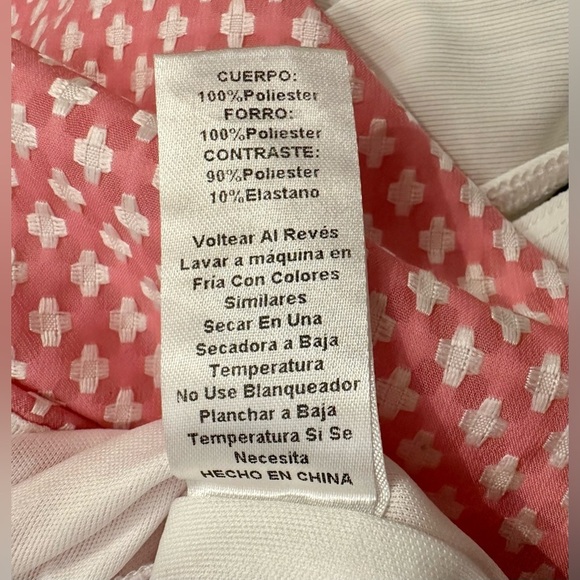 CUERPO:
100%Poliester
FORRO:
100%Poliester
CONTRASTE:
90%Poliester
10%Elastano
Voltear Al Revés
Lavar a máquina en
Fría Con Colores
Similares
Secar En Una
Secadora a Baja
Temperatura
No Use Blanqueador
Planchar a Baja
Temperatura Si Se
Necesita
HECHO EN CHINA